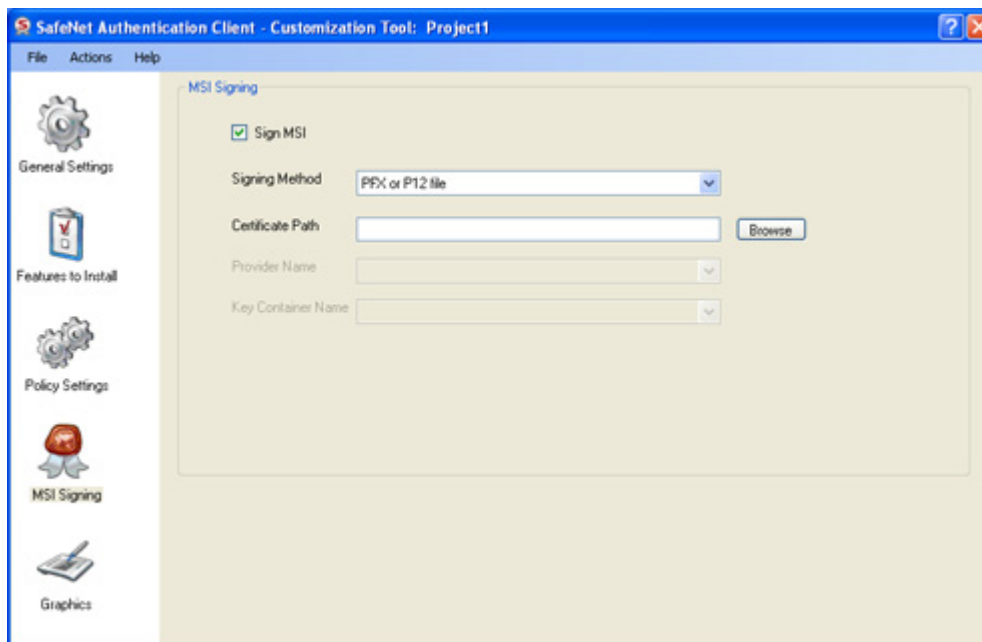 SafeNet Authentication Client - Customization Tool: Project1
File Actions Help
General Settings
Features to Install
Policy Settings
MSI Signing
Graphics
MSI Signing
Sign MSI
Signing Method PFX or P12 file
Certificate Path Browse
Provider Name
Key Container Name